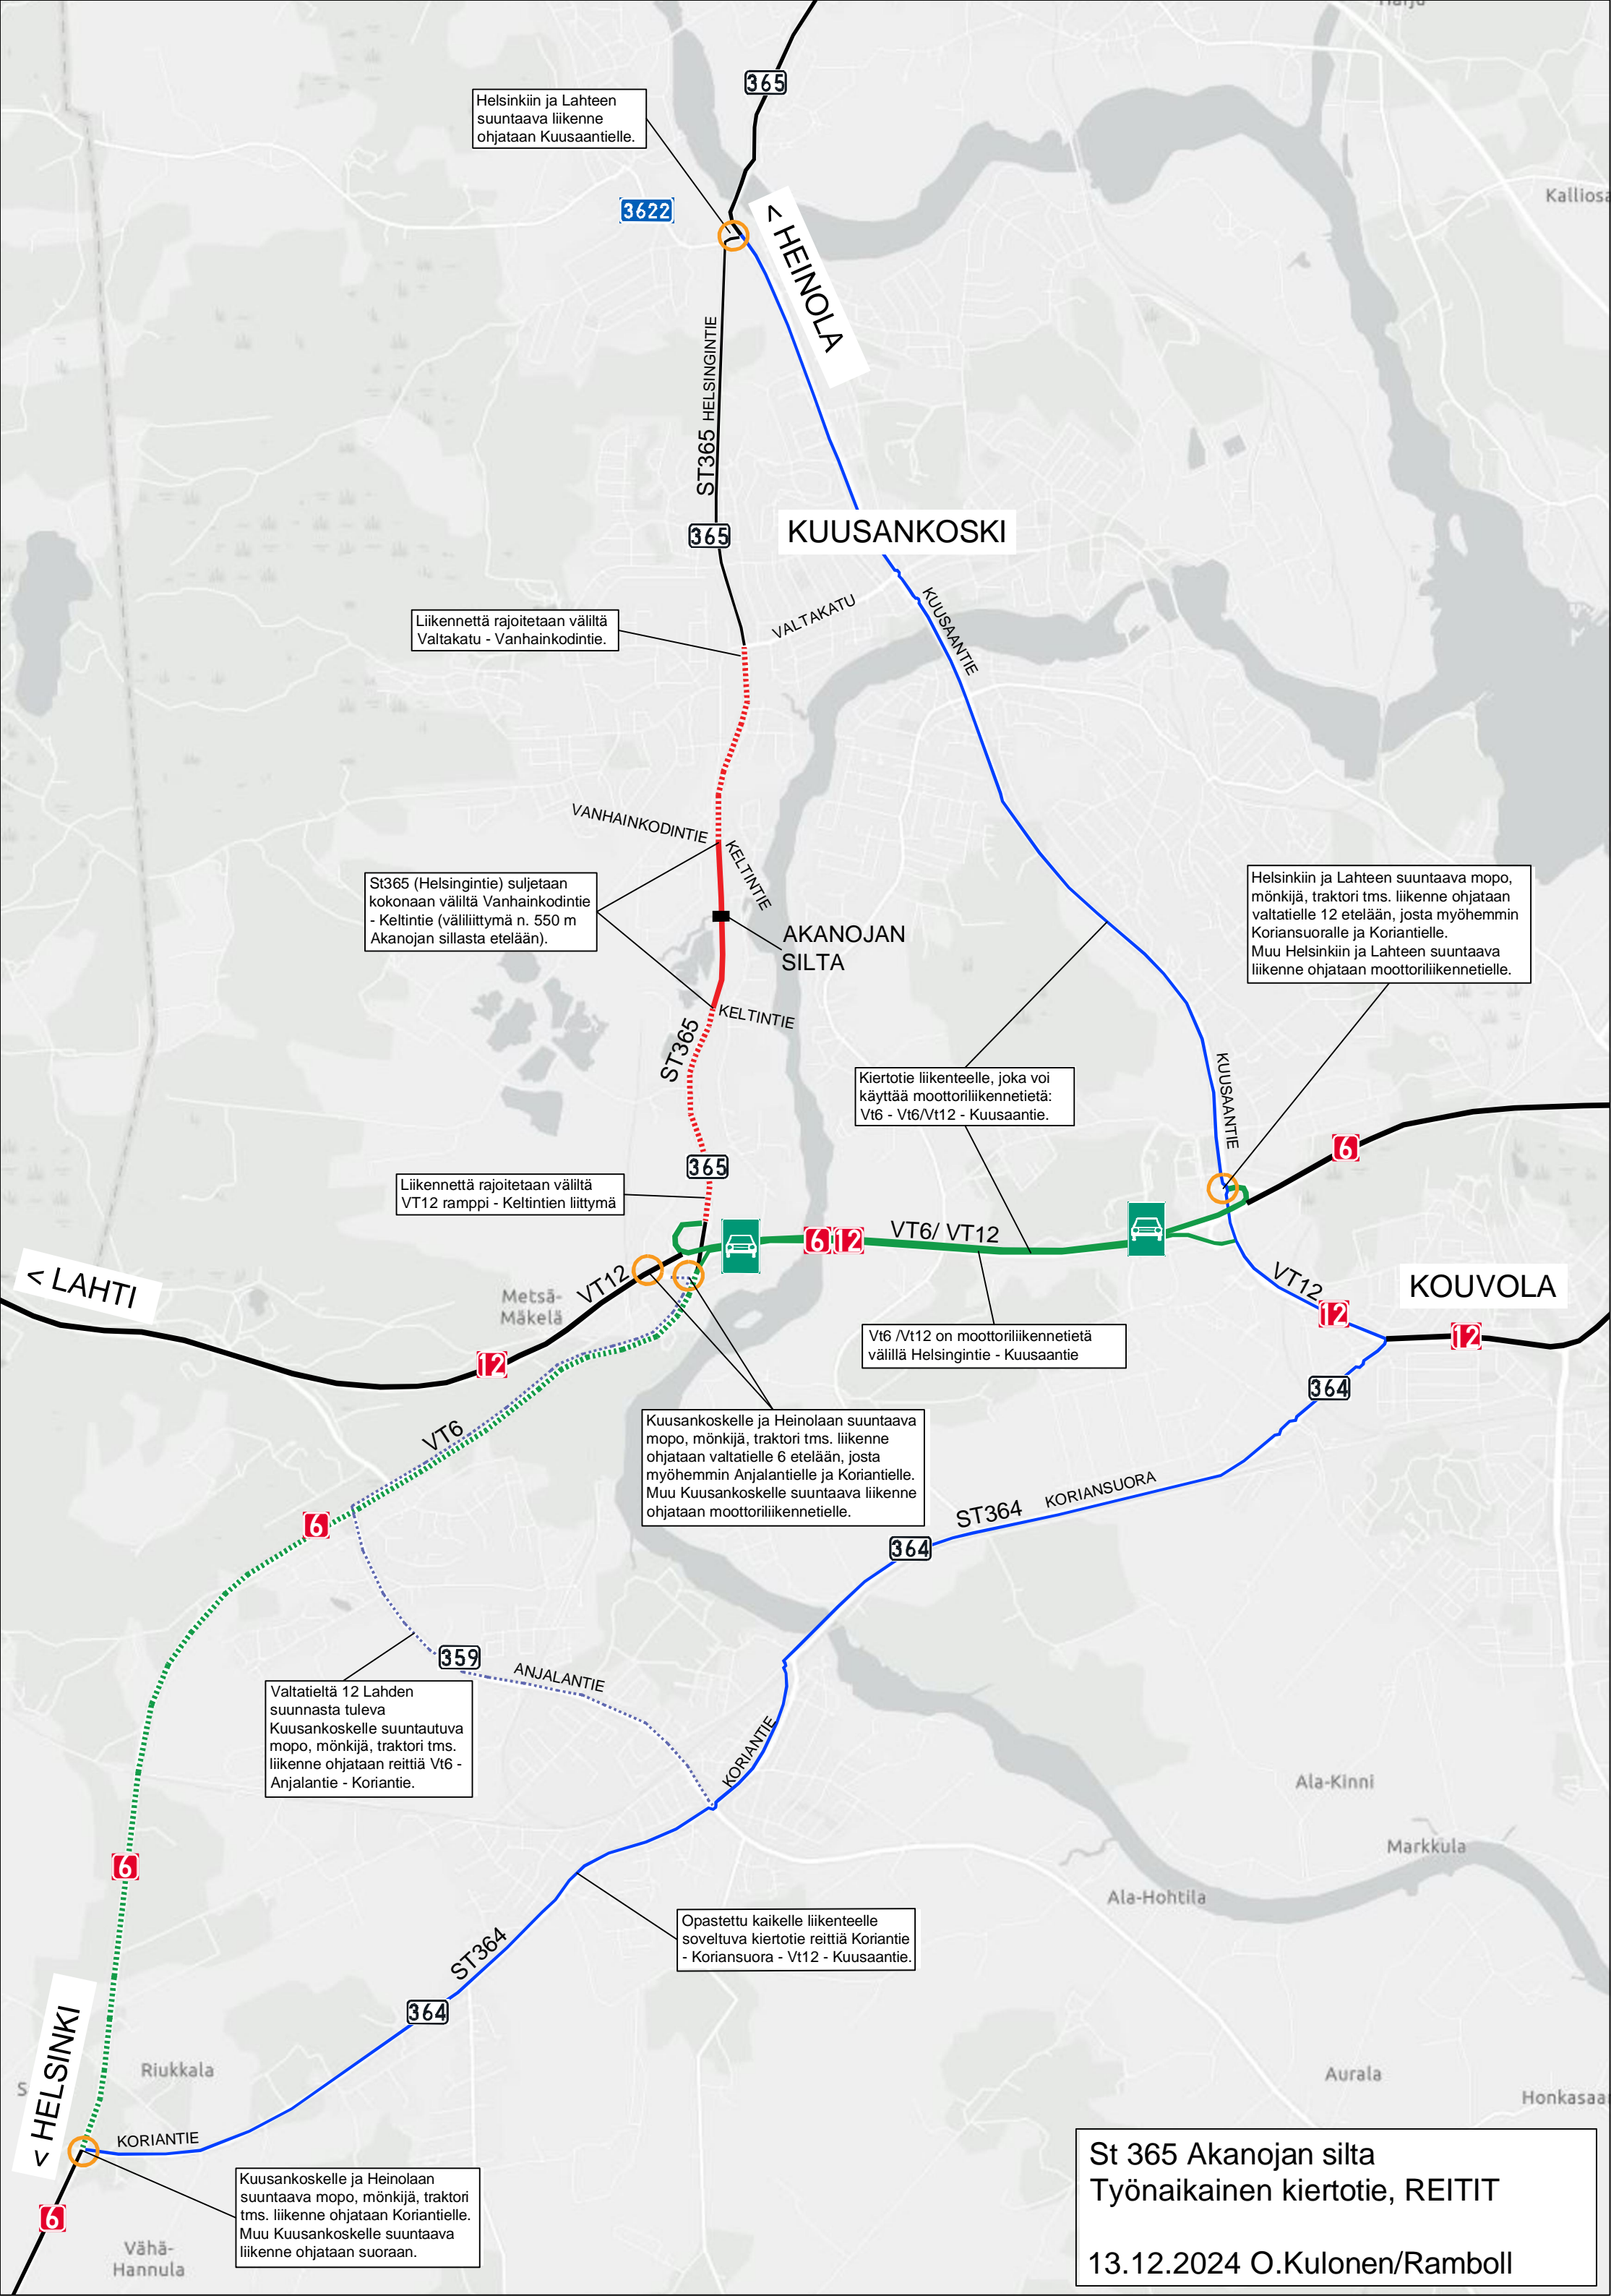 Harju
365
Helsinkiin ja Lahteen
suuntaava liikenne
ohjataan Kuusaantielle.
3622
< HEINOLA
ST365 HELSINGINTIE
365
KUUSANKOSKI
Liikennettä rajoitetaan väliltä
Valtakatu - Vanhainkodintie.
VALTAKATU
KUUSAANTIE
VANHAINKODINTIE
KELTINTIE
St365 (Helsingintie) suljetaan
kokonaan väliltä Vanhainkodintie
- Keltintie (väliliittymä n. 550 m
Akanojan sillasta etelään).
AKANOJAN
SILTA
Helsinkiin ja Lahteen suuntaava mopo,
mönkijä, traktori tms. liikenne ohjataan
valtatielle 12 etelään, josta myöhemmin
Koriansuoralle ja Koriantielle.
Muu Helsinkiin ja Lahteen suuntaava
liikenne ohjataan moottoriliikennetielle.
KELTINTIE
ST365
Kiertotie liikenteelle, joka voi
käyttää moottoriliikennetietä:
Vt6 - Vt6/Vt12 - Kuusaantie.
KUUSAANTIE
6
365
Liikennettä rajoitetaan väliltä
VT12 ramppi - Keltintien liittymä
6 12
VT6/ VT12
< LAHTI
Metsä-
Mäkelä
VT12
VT12
KOUVOLA
12
12
12
Vt6 /Vt12 on moottoriliikennetietä
välillä Helsingintie - Kuusaantie
364
Kuusankoskelle ja Heinolaan suuntaava
mopo, mönkijä, traktori tms. liikenne
ohjataan valtatielle 6 etelään, josta
myöhemmin Anjalantielle ja Koriantielle.
Muu Kuusankoskelle suuntaava liikenne
ohjataan moottoriliikennetielle.
VT6
6
ST364 KORIANSUORA
364
359
ANJALANTIE
Valtatieltä 12 Lahden
suunnasta tuleva
Kuusankoskelle suuntautuva
mopo, mönkijä, traktori tms.
liikenne ohjataan reittiä Vt6 -
Anjalantie - Koriantie.
KORIANTIE
Ala-Kinni
Markkula
6
Ala-Hohtila
Opastettu kaikelle liikenteelle
soveltuva kiertotie reittiä Koriantie
- Koriansuora - Vt12 - Kuusaantie.
ST364
364
< HELSINKI
Riukkala
Aurala
KORIANTIE
Kuusankoskelle ja Heinolaan
suuntaava mopo, mönkijä, traktori
tms. liikenne ohjataan Koriantielle.
Muu Kuusankoskelle suuntaava
liikenne ohjataan suoraan.
6
Vähä-
Hannula
St 365 Akanojan silta
Työnaikainen kiertotie, REITIT
13.12.2024 O.Kulonen/Ramboll